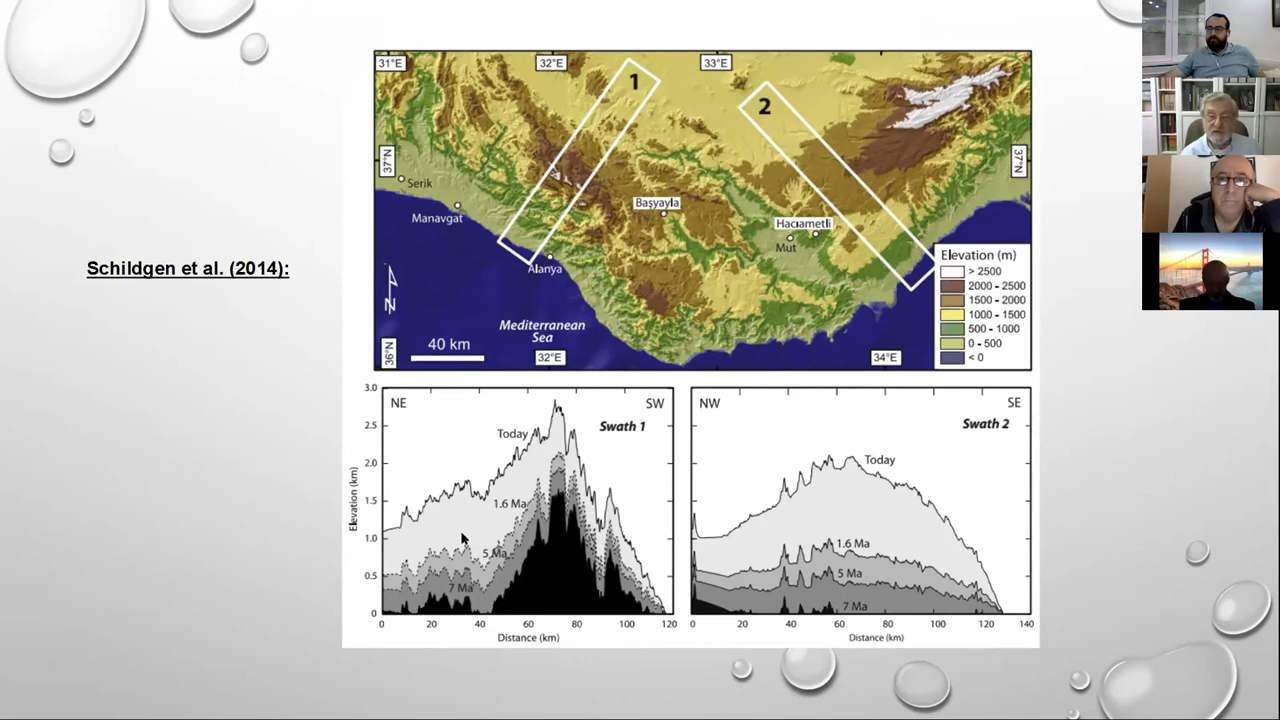 Schildgen et al. (2014):
31°E
32°E
33°E
1
2
37°N
37°N
Serik
Manavgat
Başyayla
Hacıametli
Mut
Alanya
Mediterranean
Sea
N
40 km
36°N
32°E
34°E
Elevation (m)
> 2500
2000 - 2500
1500 - 2000
1000 - 1500
500 - 1000
0 - 500
< 0
NE
SW
Swath 1
Today
1.6 Ma
5 Ma
7 Ma
Elevation (km)
3.0
2.5
2.0
1.5
1.0
0.5
0
0 20 40 60 80 100 120
Distance (km)
NW
SE
Swath 2
Today
1.6 Ma
5 Ma
7 Ma
0 20 40 60 80 100 120 140
Distance (km)